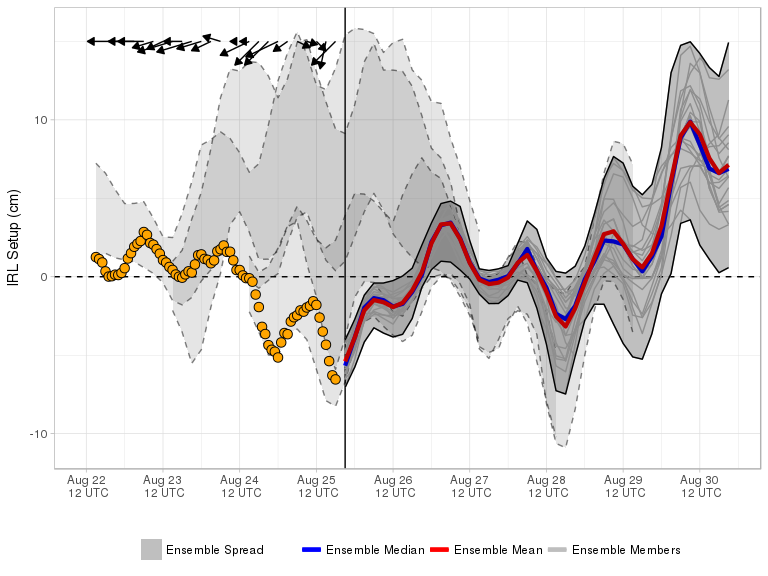 IRL Setup (cm)
10
0
-10
Aug 22 Aug 23 Aug 24 Aug 25 Aug 26 Aug 27 Aug 28 Aug 29 Aug 30
12 UTC 12 UTC 12 UTC 12 UTC 12 UTC 12 UTC 12 UTC 12 UTC 12 UTC
Ensemble Spread Ensemble Median Ensemble Mean Ensemble Members